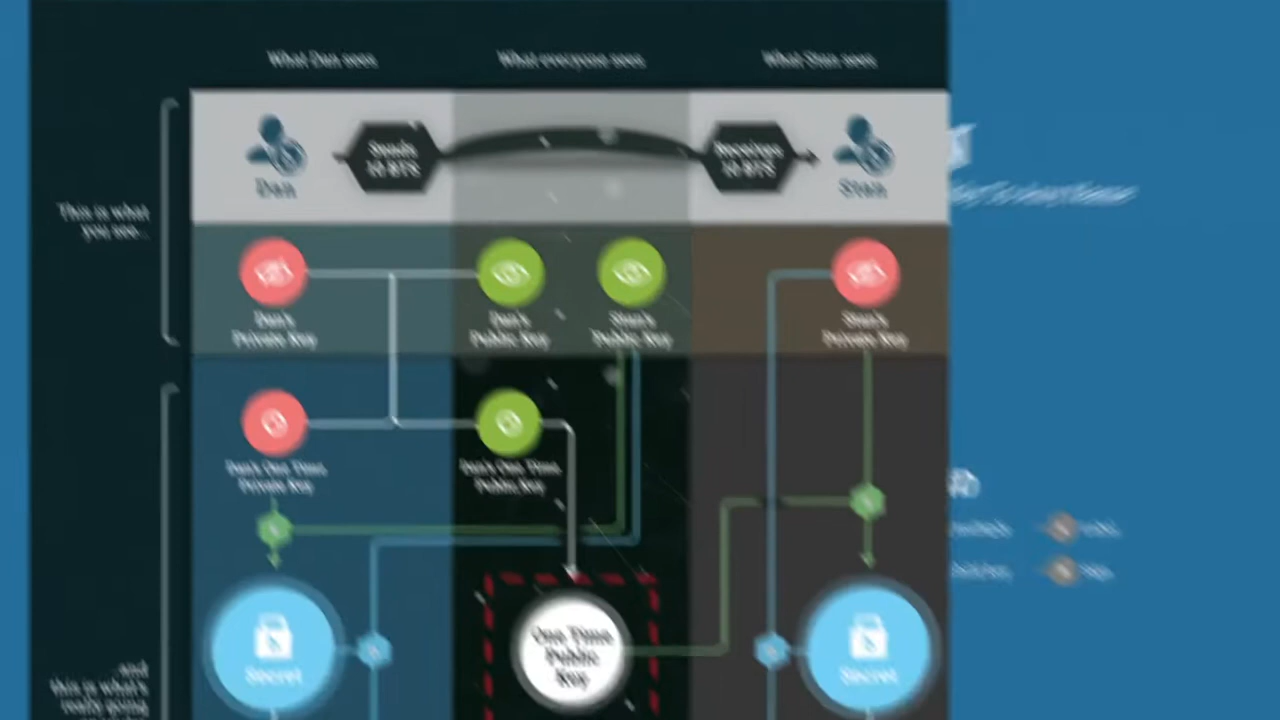 What Dan sees
What everyone sees
What Stan sees
Sends
10 BTS
Receives
10 BTS
Dan
Stan
This is what
you see...
Dan's
Private Key
Dan's
Public Key
Stan's
Public Key
Stan's
Private Key
Dan's One Time
Private Key
Dan's One Time
Public Key
Secret
One Time
Public
Key
Secret
...and
this is what's
really going